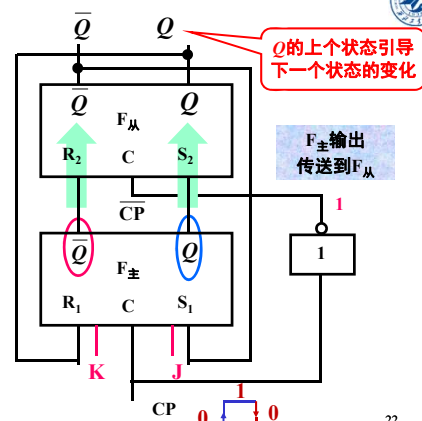 Q̅ Q
Q的上个状态引导
下一个状态的变化
Q̅ Q
F从
R₂ C S₂
F主输出
传送到F从
C̅P̅ 1
Q̅ Q 1
F主
R₁ C S₁
K J
1
CP 0 0
22